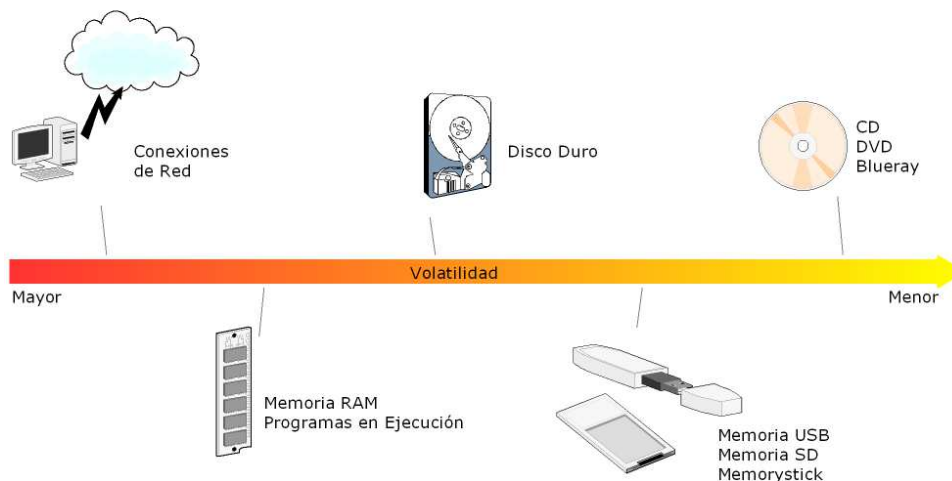 Conexiones
de Red
Disco Duro
CD
DVD
Blueray
Volatilidad
Mayor
Menor
Memoria RAM
Programas en Ejecución
Memoria USB
Memoria SD
Memorystick